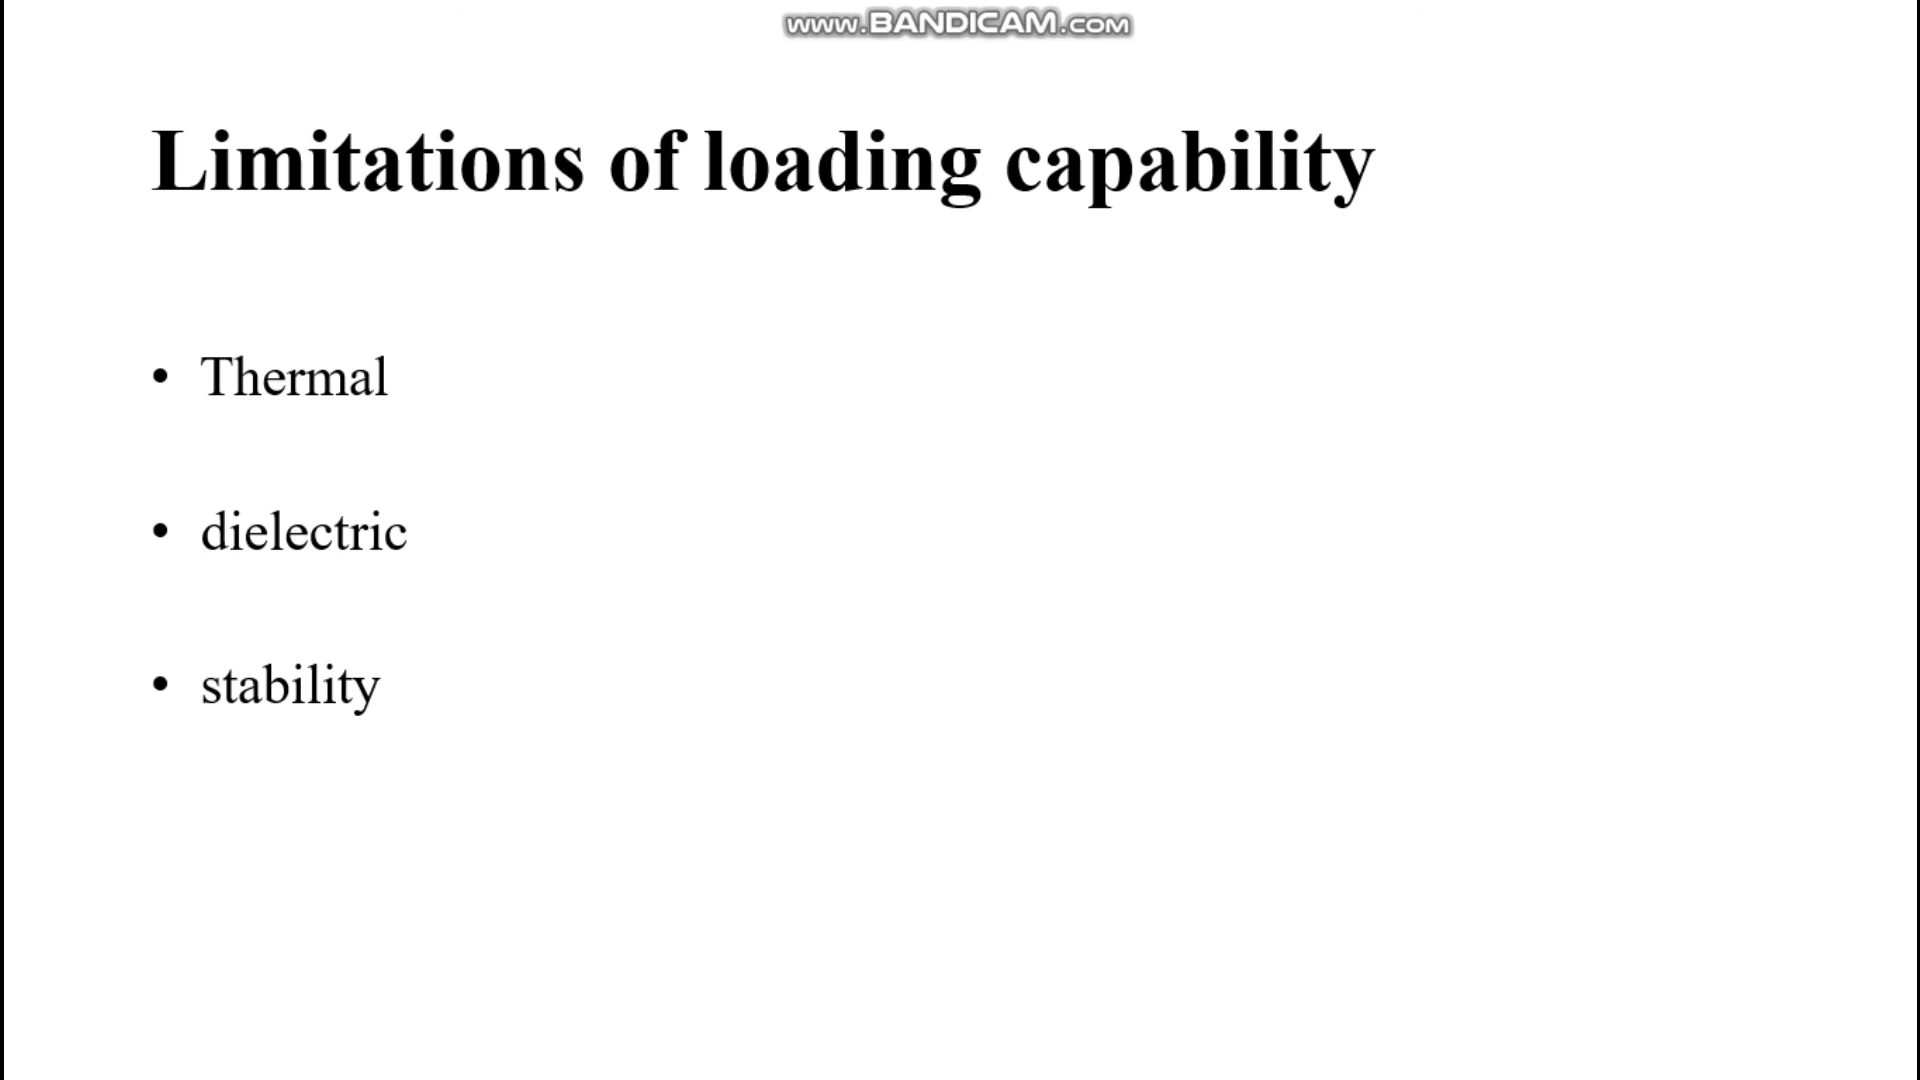 www.BANDICAM.com
Limitations of loading capability
• Thermal
• dielectric
• stability